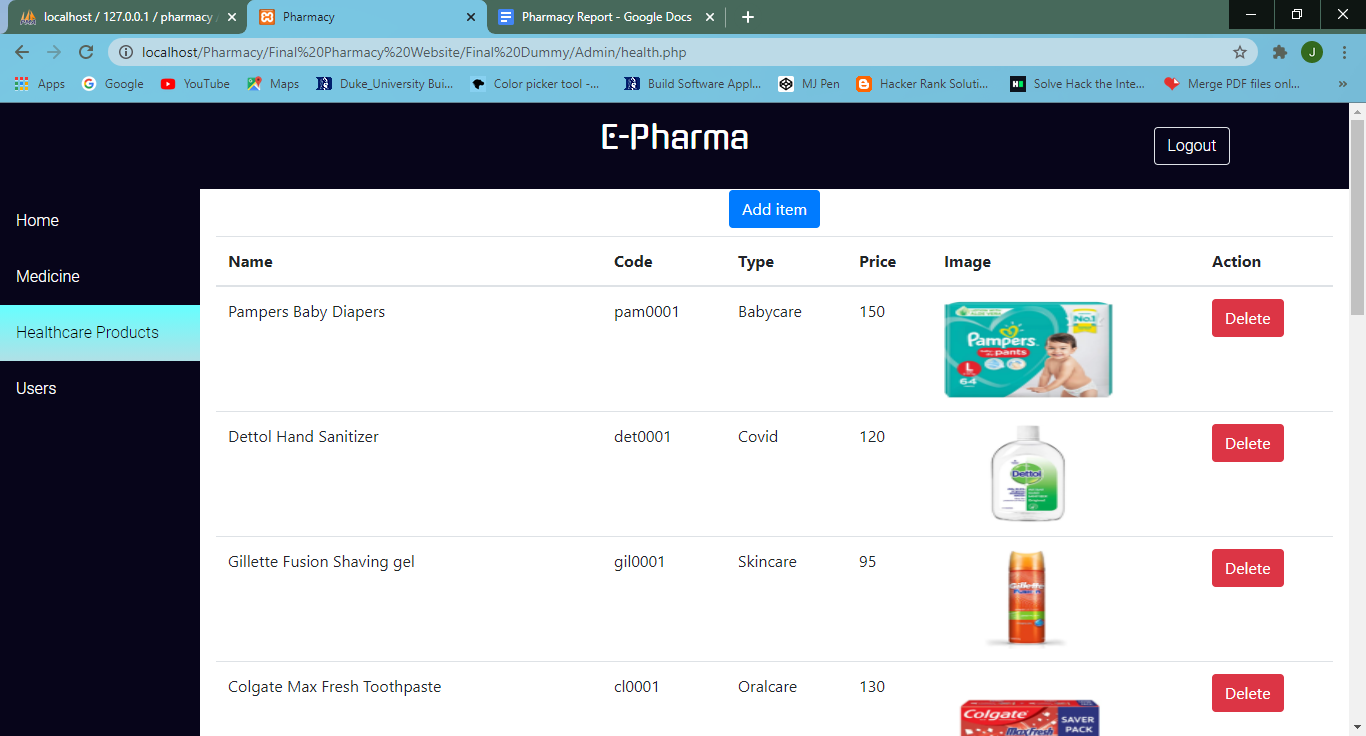 localhost / 127.0.0.1 / pharmacy
Pharmacy
Pharmacy Report - Google Docs
localhost/Pharmacy/Final%20Pharmacy%20Website/Final%20Dummy/Admin/health.php
J
Apps
Google
YouTube
Maps
Duke_University Bui...
Color picker tool -...
Build Software Appl...
MJ Pen
Hacker Rank Soluti...
Solve Hack the Inte...
Merge PDF files onl...
»
E-Pharma
Logout
Home
Medicine
Healthcare Products
Users
Add item
Name Code Type Price Image Action
Pampers Baby Diapers pam0001 Babycare 150 Delete
No.1
Pampers
pants
L
64
Dettol Hand Sanitizer det0001 Covid 120 Delete
Dettol
Gillette Fusion Shaving gel gil0001 Skincare 95 Delete
Gillette
Colgate Max Fresh Toothpaste cl0001 Oralcare 130 Delete
Colgate
MaxFresh
SAVER
PACK